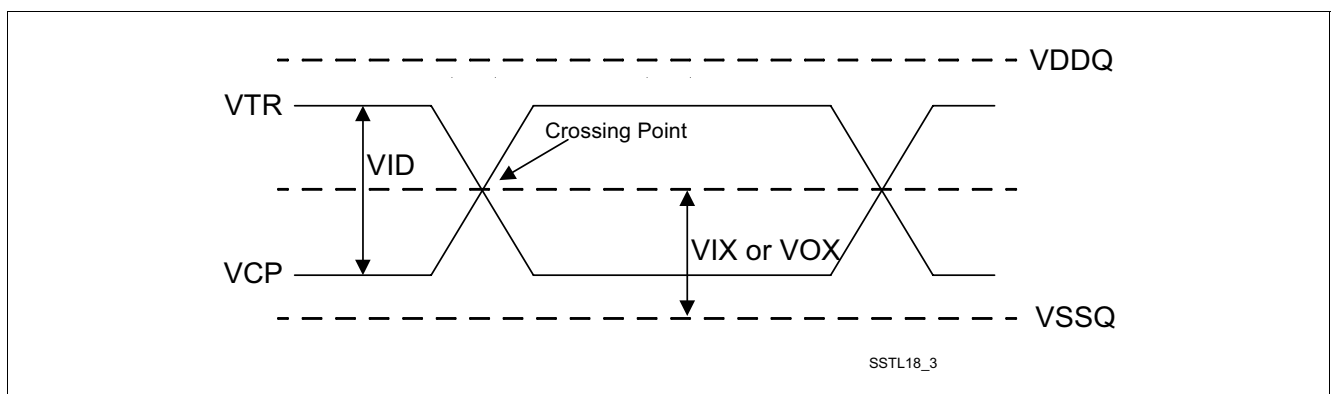 VDDQ
VTR
Crossing Point
VID
VIX or VOX
VCP
VSSQ
SSTL18_3